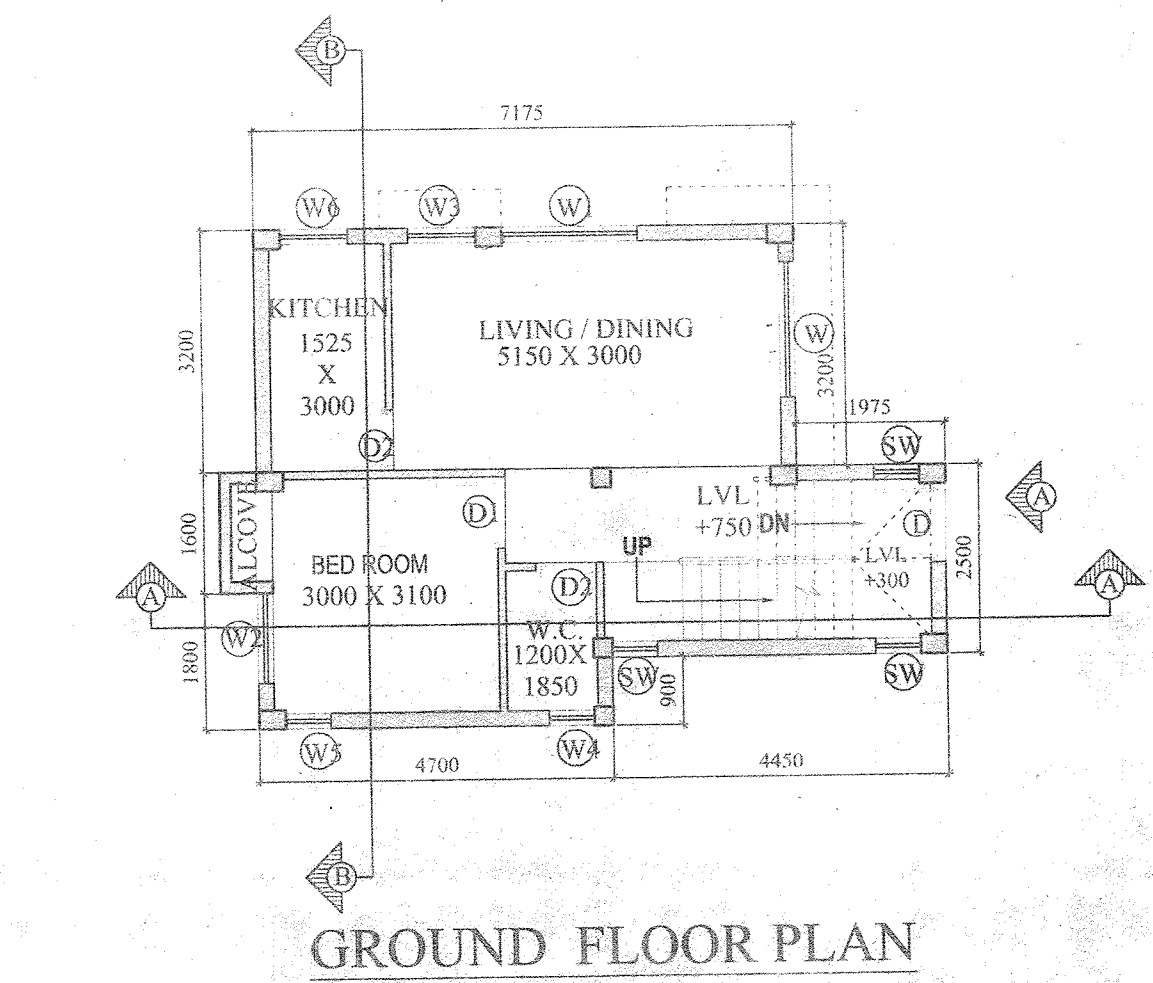 B
7175
W6
W3
W1
KITCHEN
1525
X
3000
LIVING / DINING
5150 X 3000
W
3200
3200
1975
D2
SW
ALCOVE
D1
LVL
+750
DN
D
A
1600
UP
BED ROOM
3000 X 3100
D2
LVL
+300
2500
A
A
W2
W.C.
1200X
1850
1800
SW
900
SW
W5
W4
4700
4450
B
GROUND FLOOR PLAN